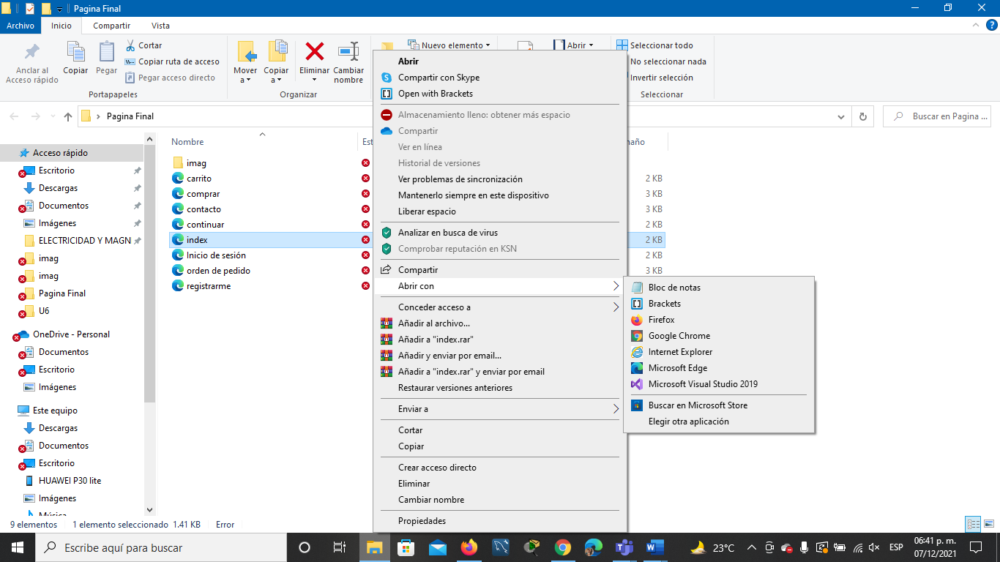 Pagina Final
Archivo
Inicio
Compartir
Vista
Anclar al
Acceso rápido
Copiar
Pegar
Cortar
Copiar ruta de acceso
Pegar acceso directo
Portapapeles
Mover
a
Copiar
a
Eliminar
Cambiar
nombre
Organizar
Nuevo elemento
Abrir
Seleccionar todo
No seleccionar nada
Invertir selección
Seleccionar
Pagina Final
Buscar en Pagina ...
Nombre
Est
año
Acceso rápido
Escritorio
Descargas
Documentos
Imágenes
ELECTRICIDAD Y MAGN
imag
imag
Pagina Final
U6
OneDrive - Personal
Documentos
Escritorio
Imágenes
Este equipo
Descargas
Documentos
Escritorio
HUAWEI P30 lite
Imágenes
Música
imag
carrito 2 KB
comprar 3 KB
contacto 3 KB
continuar 2 KB
index 2 KB
Inicio de sesión 2 KB
orden de pedido 3 KB
registrarme
Abrir
Compartir con Skype
Open with Brackets
Almacenamiento lleno: obtener más espacio
Compartir
Ver en línea
Historial de versiones
Ver problemas de sincronización
Mantenerlo siempre en este dispositivo
Liberar espacio
Analizar en busca de virus
Comprobar reputación en KSN
Compartir
Abrir con
Conceder acceso a
Añadir al archivo...
Añadir a "index.rar"
Añadir y enviar por email...
Añadir a "index.rar" y enviar por email
Restaurar versiones anteriores
Enviar a
Cortar
Copiar
Crear acceso directo
Eliminar
Cambiar nombre
Propiedades
Bloc de notas
Brackets
Firefox
Google Chrome
Internet Explorer
Microsoft Edge
Microsoft Visual Studio 2019
Buscar en Microsoft Store
Elegir otra aplicación
9 elementos 1 elemento seleccionado 1.41 KB Error
Escribe aquí para buscar
23°C
ESP
06:41 p. m.
07/12/2021